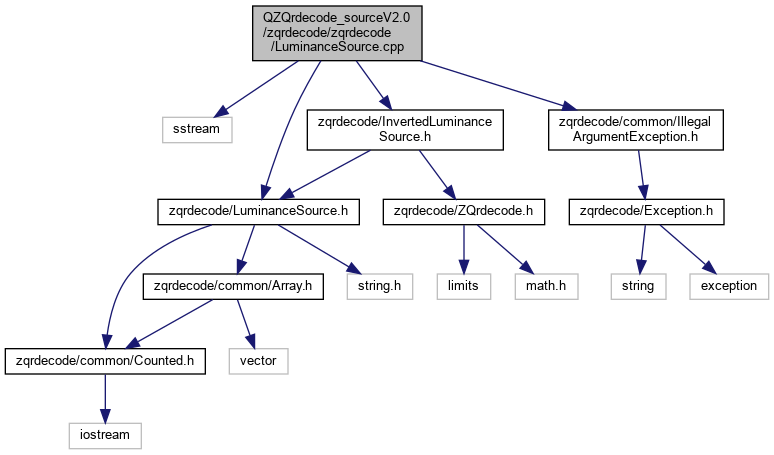 QZQrdecode_sourceV2.0
/zqrdecode/zqrdecode
/LuminanceSource.cpp
sstream
zqrdecode/InvertedLuminance
Source.h
zqrdecode/common/Illegal
ArgumentException.h
zqrdecode/LuminanceSource.h
zqrdecode/ZQrdecode.h
zqrdecode/Exception.h
zqrdecode/common/Array.h
string.h
limits
math.h
string
exception
zqrdecode/common/Counted.h
vector
iostream